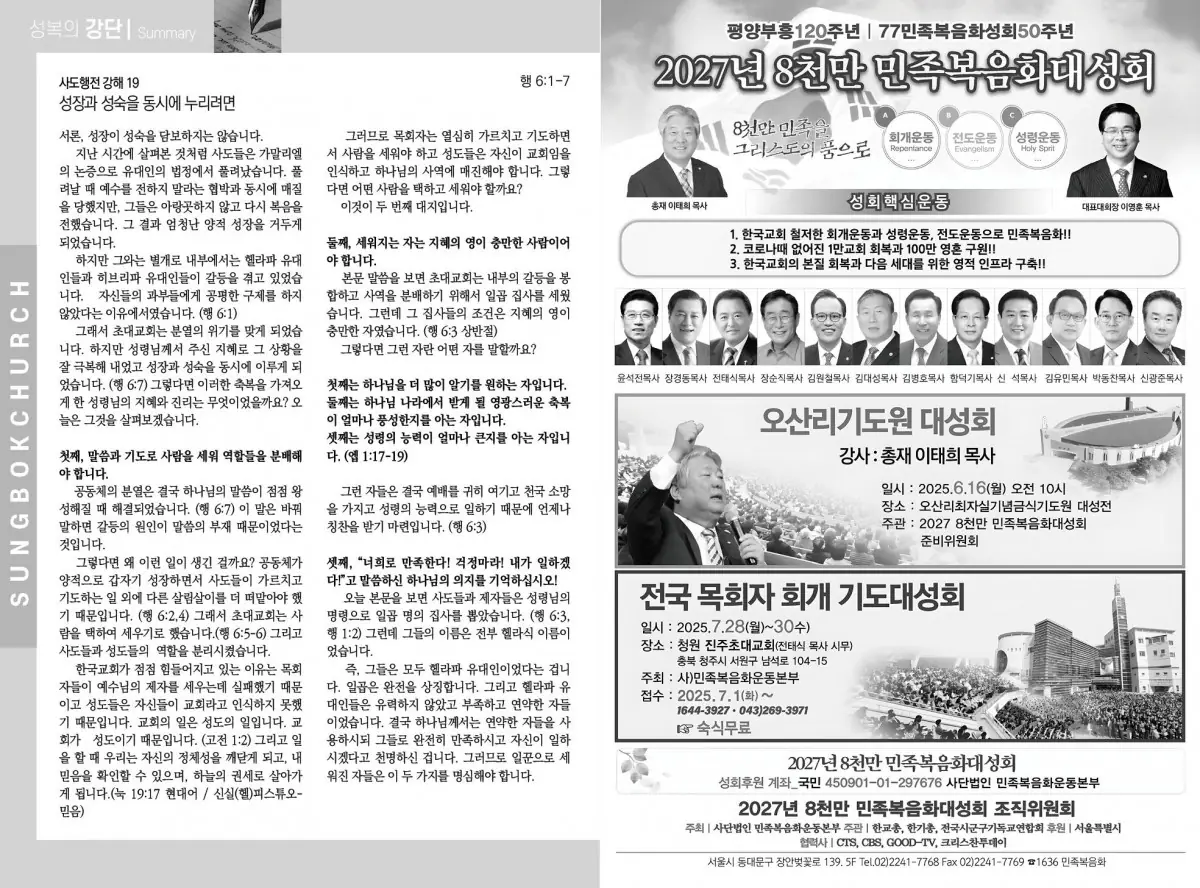 성복의 강단 | Summary
SUNGBOKCHURCH
사도행전 강해 19
행 6:1-7
성장과 성숙을 동시에 누리려면
서론, 성장이 성숙을 담보하지는 않습니다.
지난 시간에 살펴본 것처럼 사도들은 가말리엘
의 논증으로 유대인의 법정에서 풀려났습니다. 풀
려날 때 예수를 전하지 말라는 협박과 동시에 매질
을 당했지만, 그들은 아랑곳하지 않고 다시 복음을
전했습니다. 그 결과 엄청난 양적 성장을 거두게
되었습니다.
하지만 그와는 별개로 내부에서는 헬라파 유대
인들과 히브리파 유대인들이 갈등을 겪고 있었습
니다. 자신들의 과부들에게 공평한 구제를 하지
않았다는 이유에서였습니다. (행 6:1)
그래서 초대교회는 분열의 위기를 맞게 되었습
니다. 하지만 성령님께서 주신 지혜로 그 상황을
잘 극복해 내었고 성장과 성숙을 동시에 이루게 되
었습니다. (행 6:7) 그렇다면 이러한 축복을 가져오
게 한 성령님의 지혜와 진리는 무엇이었을까요? 오
늘은 그것을 살펴보겠습니다.
첫째, 말씀과 기도로 사람을 세워 역할들을 분배해
야 합니다.
공동체의 분열은 결국 하나님의 말씀이 점점 왕
성해질 때 해결되었습니다. (행 6:7) 이 말은 바꿔
말하면 갈등의 원인이 말씀의 부재 때문이었다는
것입니다.
그렇다면 왜 이런 일이 생긴 걸까요? 공동체가
양적으로 갑자기 성장하면서 사도들이 가르치고
기도하는 일 외에 다른 살림살이를 더 떠맡아야 했
기 때문입니다. (행 6:2,4) 그래서 초대교회는 사
람을 택하여 세우기로 했습니다.(행 6:5-6) 그리고
사도들과 성도들의 역할을 분리시켰습니다.
한국교회가 점점 힘들어지고 있는 이유는 목회
자들이 예수님의 제자를 세우는데 실패했기 때문
이고 성도들은 자신들이 교회라고 인식하지 못했
기 때문입니다. 교회의 일은 성도의 일입니다. 교
회가 성도이기 때문입니다. (고전 1:2) 그리고 일
을 할 때 우리는 자신의 정체성을 깨닫게 되고, 내
믿음을 확인할 수 있으며, 하늘의 권세로 살아가
게 됩니다.(눅 19:17 현대어 / 신실(헬)피스튜오-
믿음)
그러므로 목회자는 열심히 가르치고 기도하면
서 사람을 세워야 하고 성도들은 자신이 교회임을
인식하고 하나님의 사역에 매진해야 합니다. 그렇
다면 어떤 사람을 택하고 세워야 할까요?
이것이 두 번째 대지입니다.
둘째, 세워지는 자는 지혜의 영이 충만한 사람이어
야 합니다.
본문 말씀을 보면 초대교회는 내부의 갈등을 봉
합하고 사역을 분배하기 위해서 일곱 집사를 세웠
습니다. 그런데 그 집사들의 조건은 지혜의 영이
충만한 자였습니다. (행 6:3 상반절)
그렇다면 그런 자란 어떤 자를 말할까요?
첫째는 하나님을 더 많이 알기를 원하는 자입니다.
둘째는 하나님 나라에서 받게 될 영광스러운 축복
이 얼마나 풍성한지를 아는 자입니다.
셋째는 성령의 능력이 얼마나 큰지를 아는 자입니
다. (엡 1:17-19)
그런 자들은 결국 예배를 귀히 여기고 천국 소망
을 가지고 성령의 능력으로 일하기 때문에 언제나
칭찬을 받기 마련입니다. (행 6:3)
셋째, “너희로 만족한다! 걱정마라! 내가 일하겠
다!”고 말씀하신 하나님의 의지를 기억하십시오!
오늘 본문을 보면 사도들과 제자들은 성령님의
명령으로 일곱 명의 집사를 뽑았습니다. (행 6:3,
행 1:2) 그런데 그들의 이름은 전부 헬라식 이름이
었습니다.
즉, 그들은 모두 헬라파 유대인이었다는 겁니
다. 일곱은 완전을 상징합니다. 그리고 헬라파 유
대인들은 유력하지 않았고 부족하고 연약한 자들
이었습니다. 결국 하나님께서는 연약한 자들을 사
용하시되 그들로 완전히 만족하시고 자신이 일하
시겠다고 천명하신 겁니다. 그러므로 일꾼으로 세
워진 자들은 이 두 가지를 명심해야 합니다.
평양부흥120주년 | 77민족복음화성회50주년
2027년 8천만 민족복음화대성회
8천만 민족을
그리스도의 품으로
A B C
회개운동 전도운동 성령운동
Repentance Evangelism Holy Sprit
총재 이태희 목사
대표대회장 이영훈 목사
성회핵심운동
1. 한국교회 철저한 회개운동과 성령운동, 전도운동으로 민족복음화!!
2. 코로나때 없어진 1만교회 회복과 100만 영혼 구원!!
3. 한국교회의 본질 회복과 다음 세대를 위한 영적 인프라 구축!!
윤석전목사 장경동목사 전태식목사 장순직목사 김원철목사 김대성목사 김병호목사 함덕기목사 신 석목사 김유민목사 박동찬목사 신광준목사
오산리기도원 대성회
강사 : 총재 이태희 목사
일시 : 2025.6.16(월) 오전 10시
장소 : 오산리최자실기념금식기도원 대성전
주관 : 2027 8천만 민족복음화대성회
준비위원회
전국 목회자 회개 기도대성회
일시 : 2025.7.28(월)~30(수)
장소 : 청원 진주초대교회(전태식 목사 시무)
충북 청주시 서원구 남석로 104-15
주최 : 사)민족복음화운동본부
접수 : 2025.7.1(화) ~
1644-3927 · 043)269-3971
☞ 숙식무료
2027년 8천만 민족복음화대성회
성회후원 계좌_국민 450901-01-297676 사단법인 민족복음화운동본부
2027년 8천만 민족복음화대성회 조직위원회
주최 | 사단법인 민족복음화운동본부 주관 | 한교총, 한기총, 전국시군구기독교연합회 후원 | 서울특별시
협력사 | CTS, CBS, GOOD-TV, 크리스찬투데이
서울시 동대문구 장안벚꽃로 139. 5F Tel.02)2241-7768 Fax 02)2241-7769 ☎1636 민족복음화